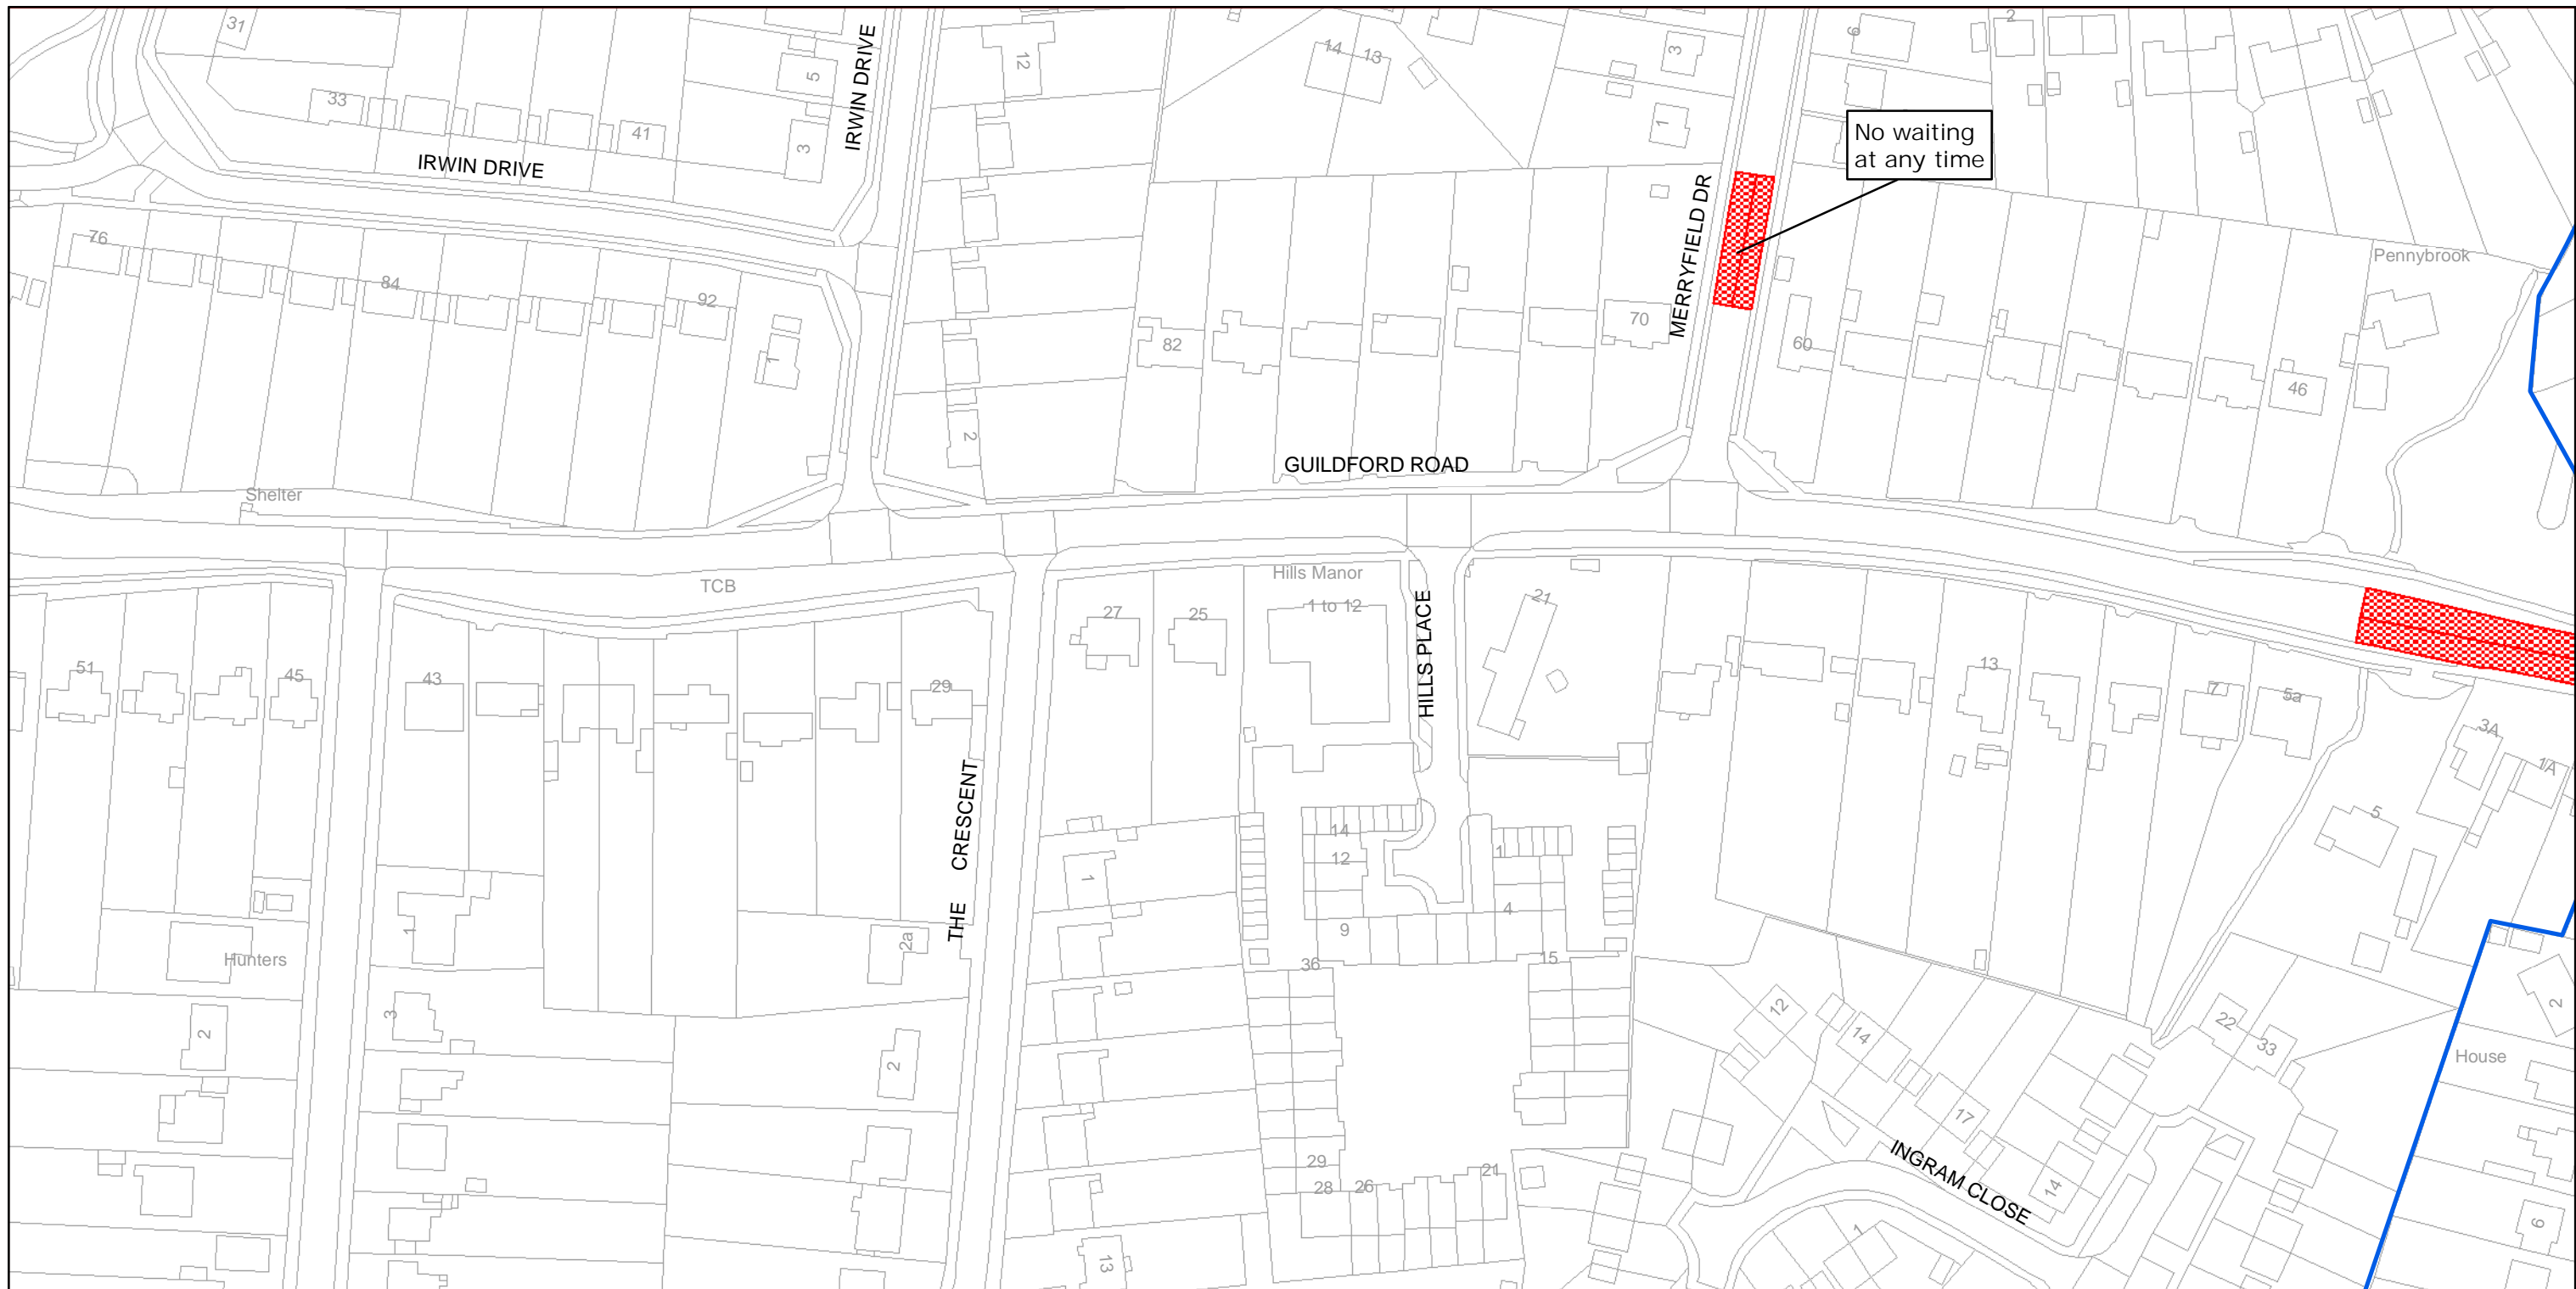 31
12
14
13
3
6
2
5
IRWIN DRIVE
33
41
3
IRWIN DRIVE
1
No waiting
at any time
MERRYFIELD DR
76
84
92
1
82
70
60
46
Pennybrook
2
GUILDFORD ROAD
Shelter
TCB
Hills Manor
1 to 12
27
25
21
HILLS PLACE
51
45
43
29
13
7
5a
3A
1A
5
THE CRESCENT
14
12
1
1
4
9
15
36
1
2a
Hunters
2
3
2
12
14
17
14
22
33
House
2
6
INGRAM CLOSE
1
29
28
26
21
13